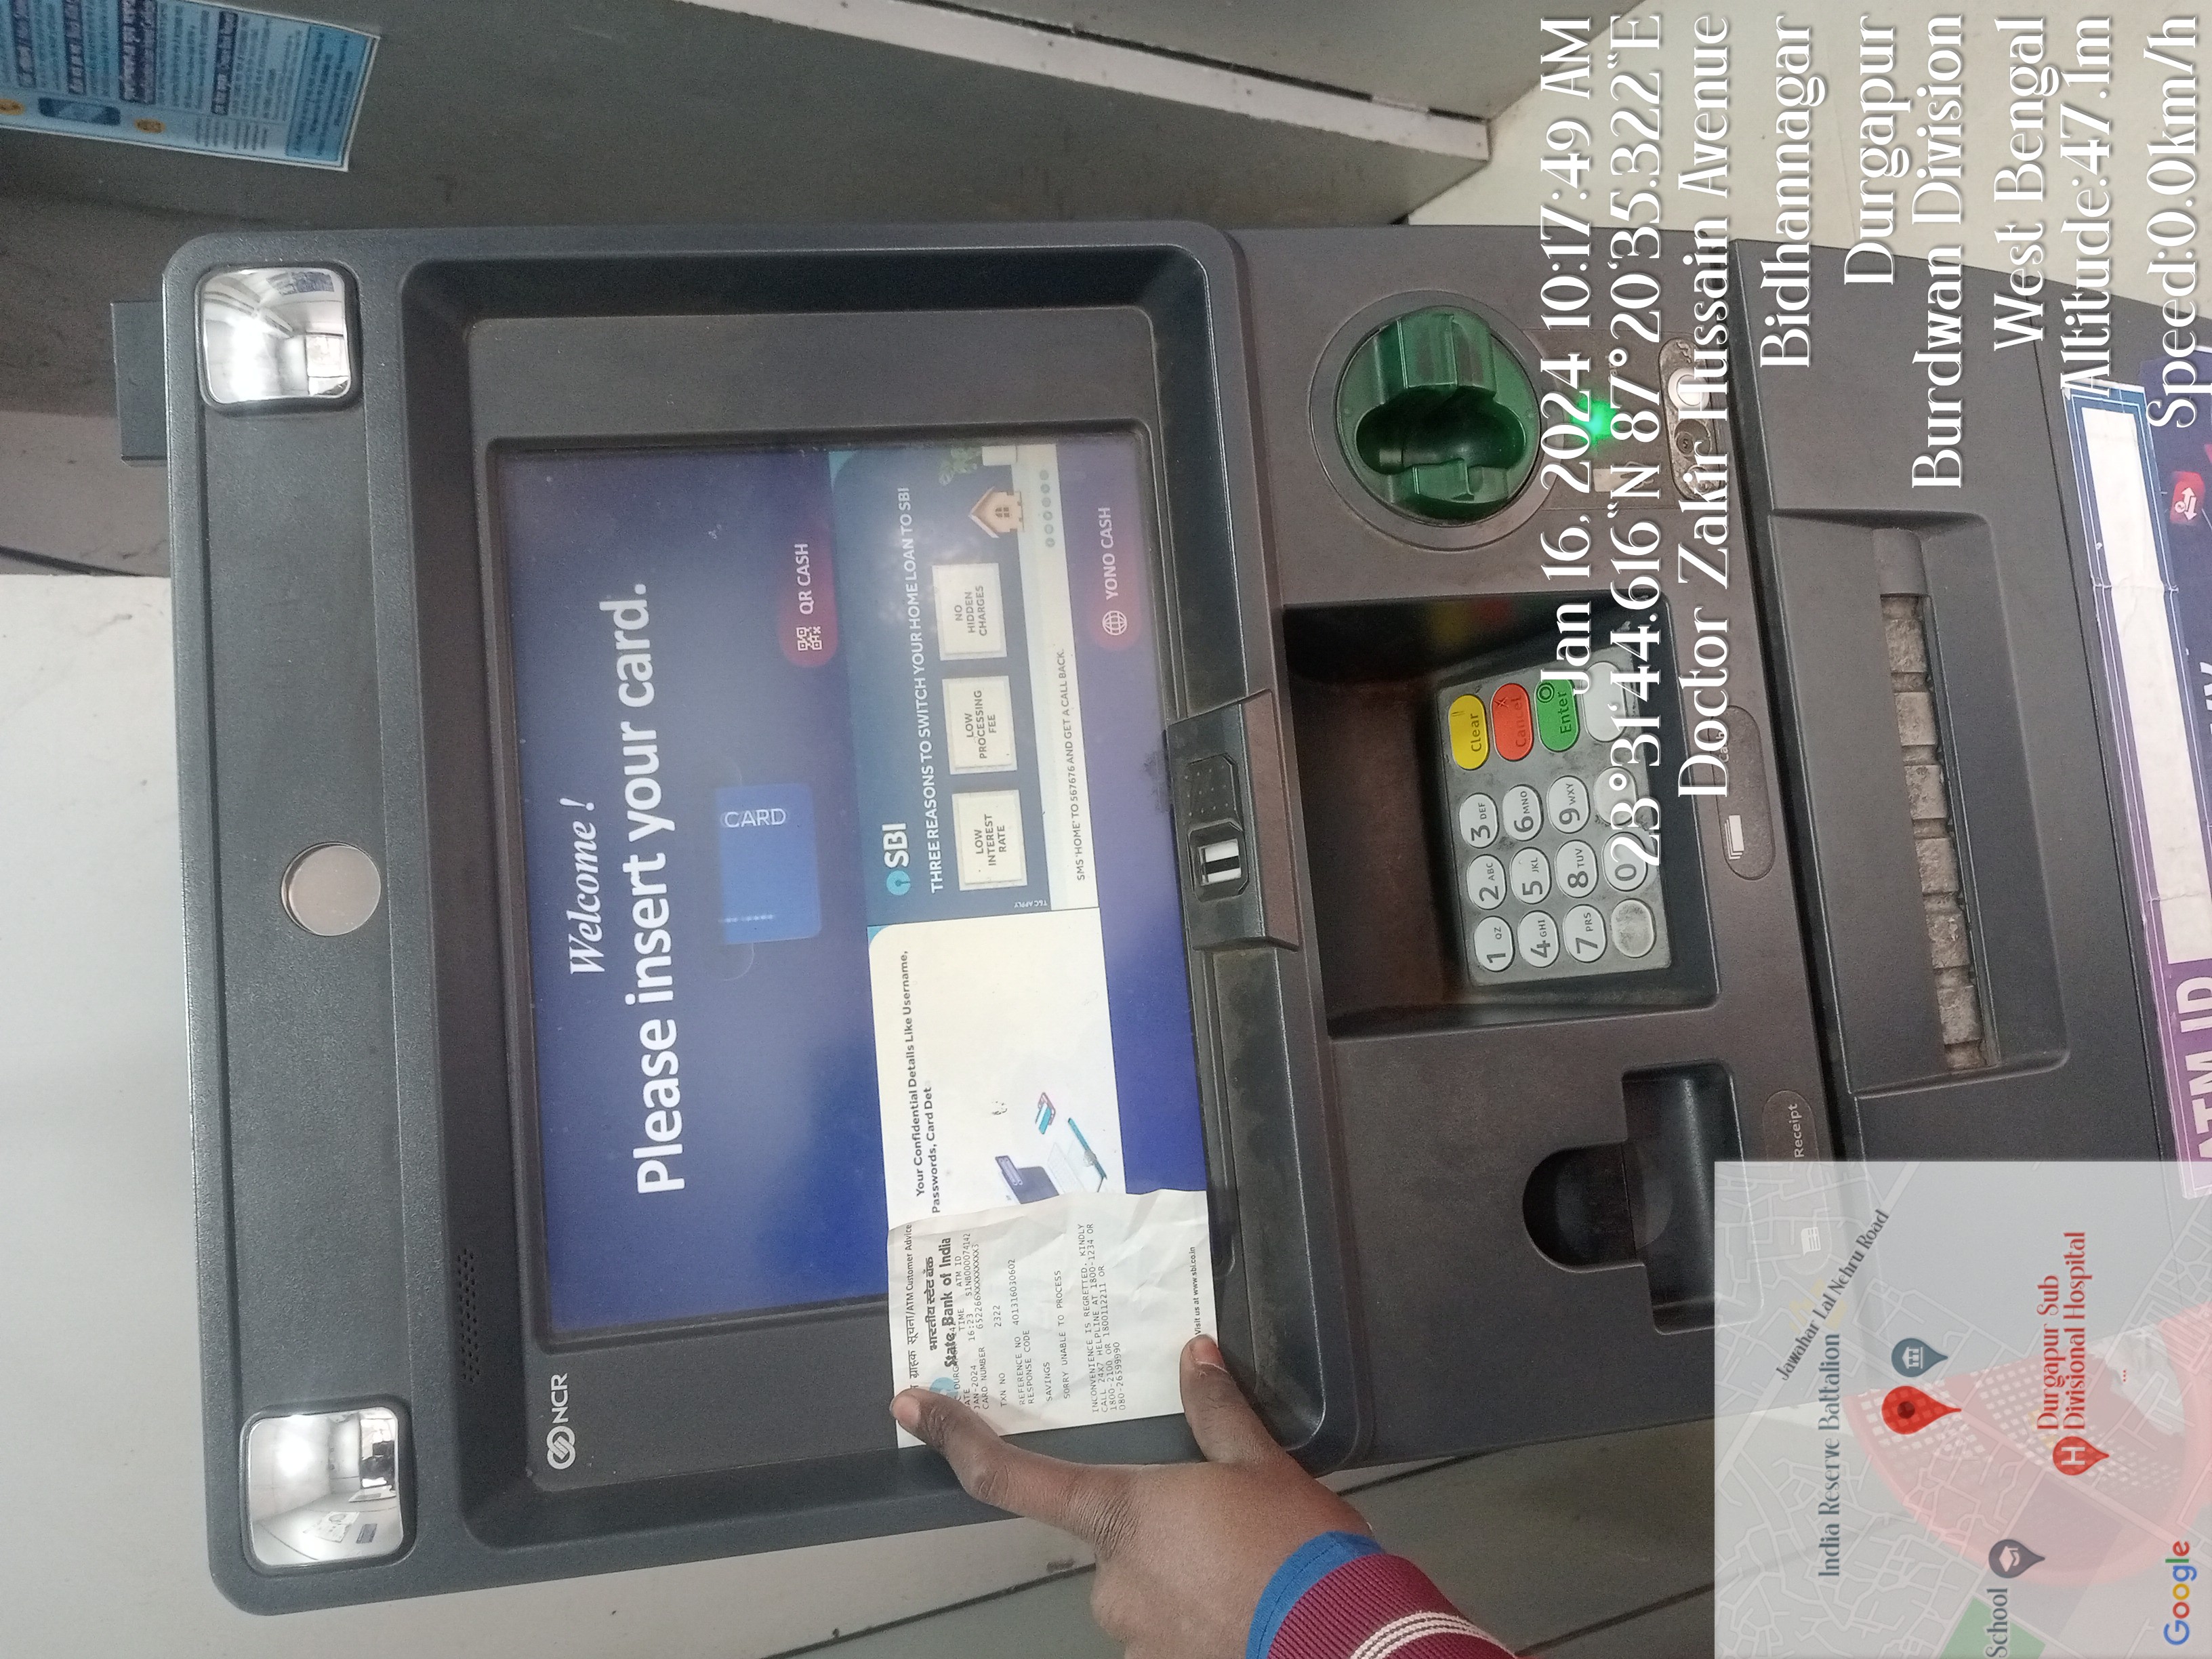 NCR
Welcome !
Please insert your card.
CARD
QR CASH
Your Confidential Details Like Username,
Passwords, Card Det
SBI
THREE REASONS TO SWITCH YOUR HOME LOAN TO SBI
LOW
INTEREST
RATE
LOW
PROCESSING
FEE
NO
HIDDEN
CHARGES
T&C APPLY
SMS 'HOME' TO 567676 AND GET A CALL BACK.
YONO CASH
ग्राहक सूचना/ATM Customer Advice
भारतीय स्टेट बैंक
State Bank of India
DURGAPUR
ATE TIME ATM ID
JAN-2024 16:23 S1NB000074142
CARD NUMBER 652266XXXXXXXXX3
TXN NO 2322
REFERENCE NO 401316030602
RESPONSE CODE
SAVINGS
SORRY UNABLE TO PROCESS
INCONVENIENCE IS REGRETTED. KINDLY
CALL 24X7 HELPLINE AT 1800-1234 OR
1800-2100 OR 1800112211 OR
080-26599990
Visit us at www.sbi.co.in
1 QZ 2 ABC 3 DEF Clear
4 GHI 5 JKL 6 MNO Cancel
7 PRS 8 TUV 9 WXY Enter
0
Cash
Receipt
ATM ID
Jan 16, 2024 10:17:49 AM
23°31'44.616"N 87°20'35.322"E
Doctor Zakir Hussain Avenue
Bidhannagar
Durgapur
Burdwan Division
West Bengal
Altitude:47.1m
Speed:0.0km/h
Jawahar Lal Nehru Road
India Reserve Battalion
School
Durgapur Sub
Divisional Hospital
Google